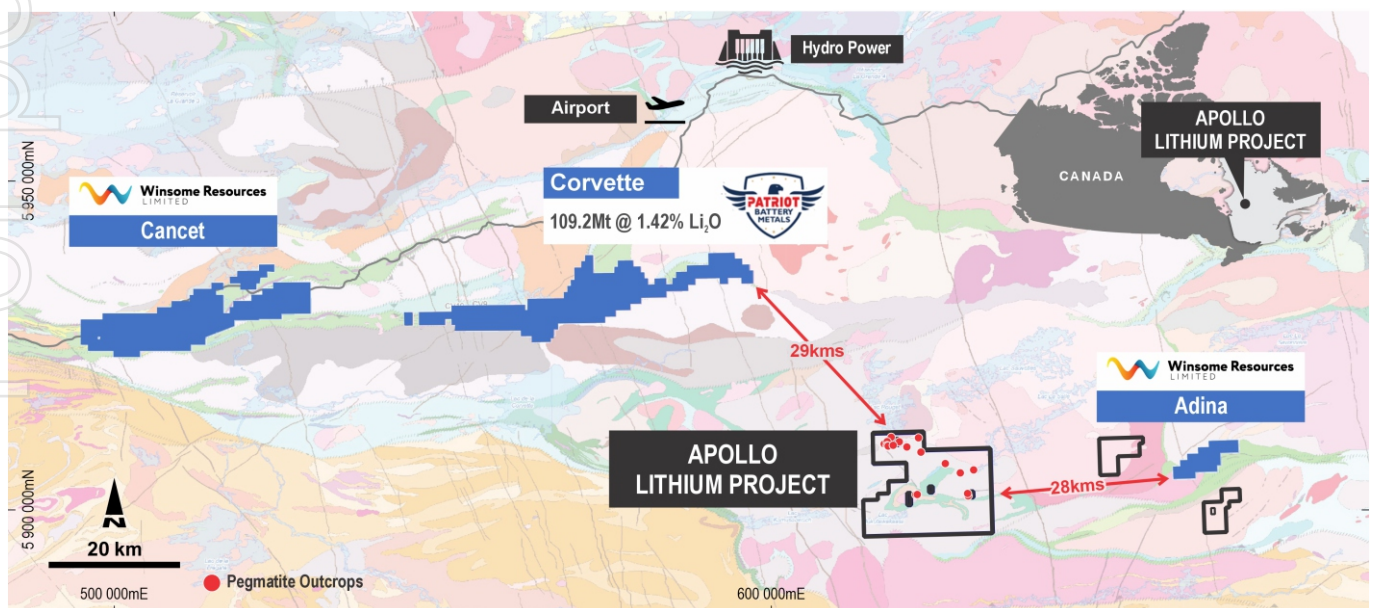 Hydro Power
Airport
APOLLO
LITHIUM PROJECT
CANADA
5 950 000mN
Winsome Resources
LIMITED
Cancet
Corvette
109.2Mt @ 1.42% Li₂O
PATRIOT
BATTERY
METALS
29kms
Winsome Resources
LIMITED
Adina
APOLLO
LITHIUM PROJECT
28kms
5 900 000mN
N
20 km
Pegmatite Outcrops
500 000mE
600 000mE